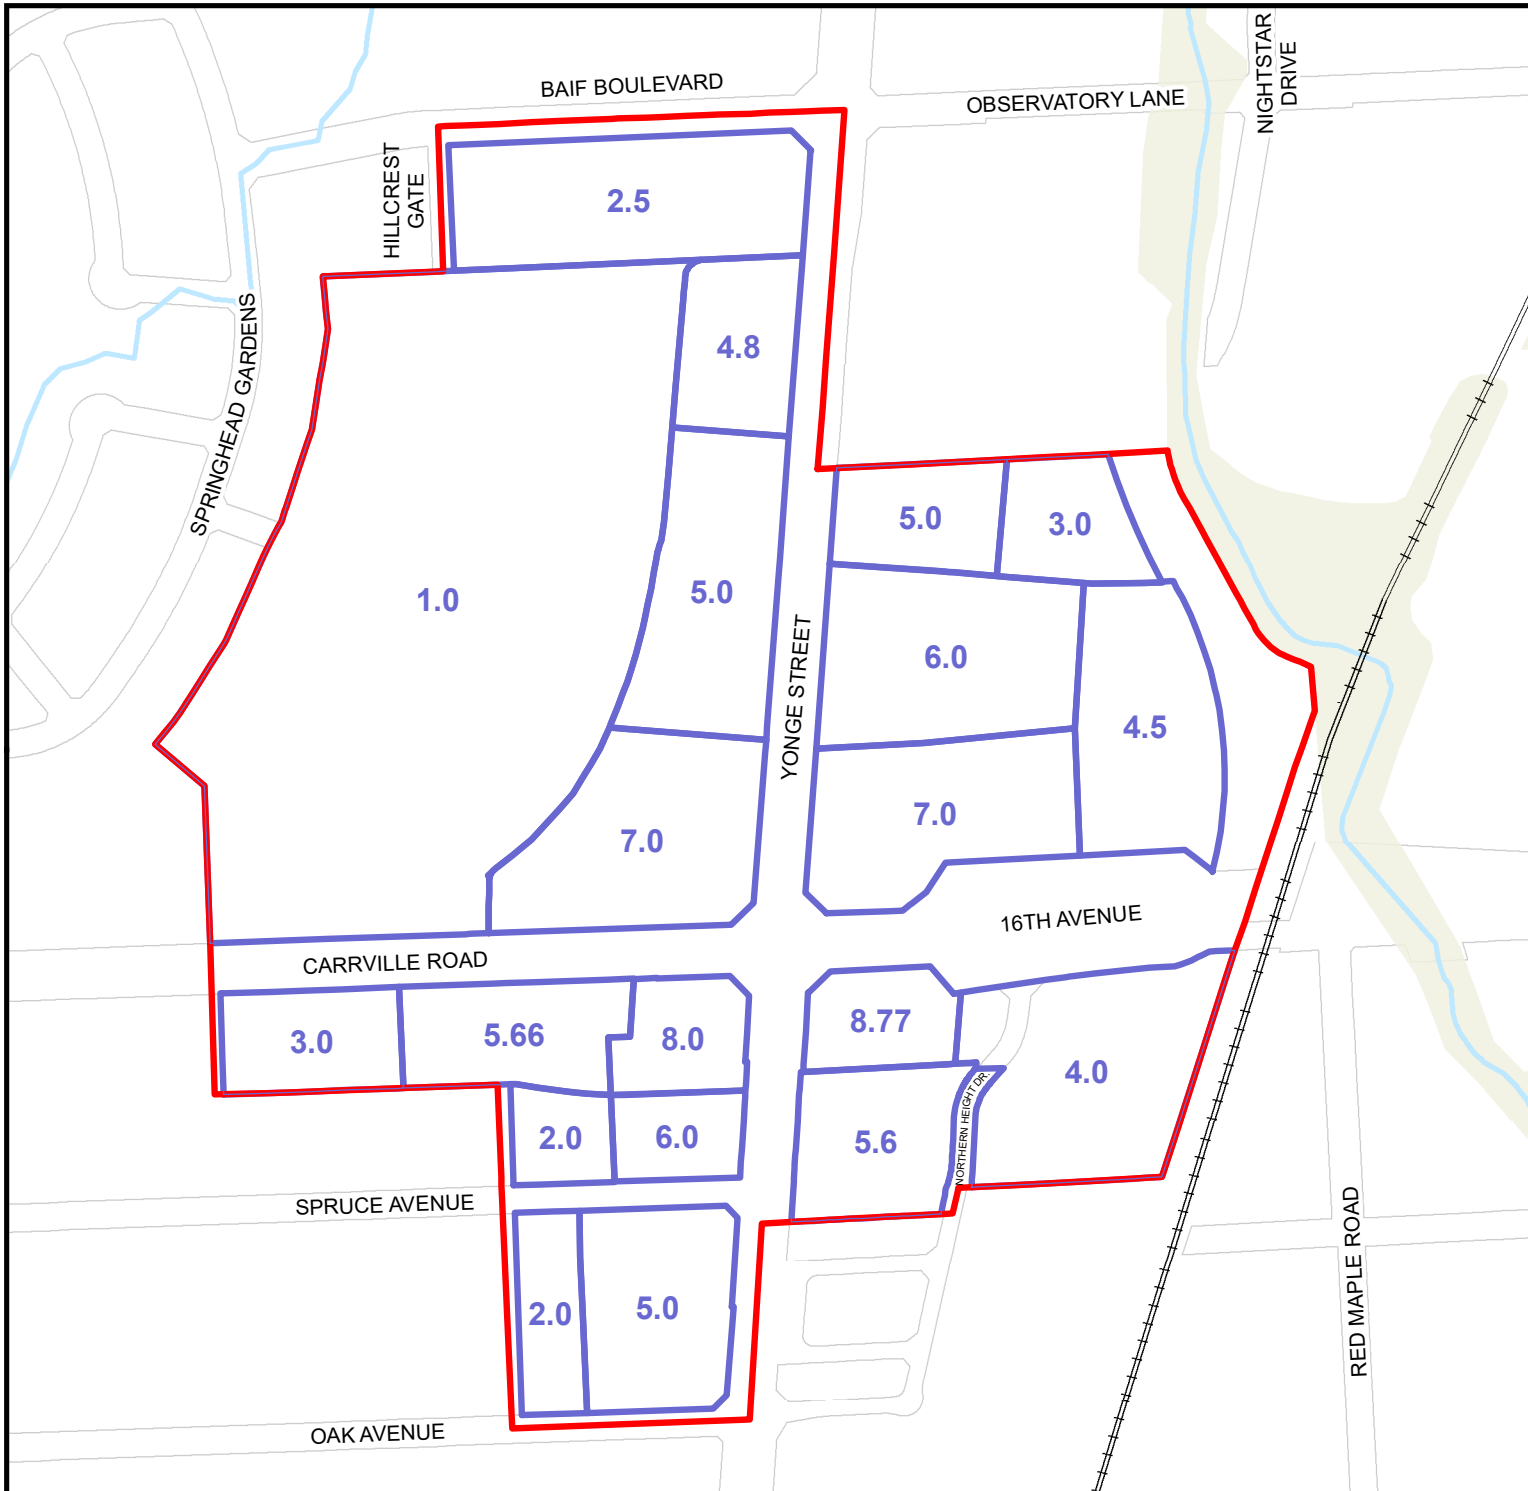 NIGHTSTAR
DRIVE
BAIF BOULEVARD
OBSERVATORY LANE
HILLCREST
GATE
2.5
4.8
SPRINGHEAD GARDENS
5.0
3.0
1.0
5.0
YONGE STREET
6.0
4.5
7.0
7.0
16TH AVENUE
CARRVILLE ROAD
3.0
5.66
8.0
8.77
4.0
NORTHERN HEIGHT DR.
2.0
6.0
5.6
SPRUCE AVENUE
RED MAPLE ROAD
2.0
5.0
OAK AVENUE